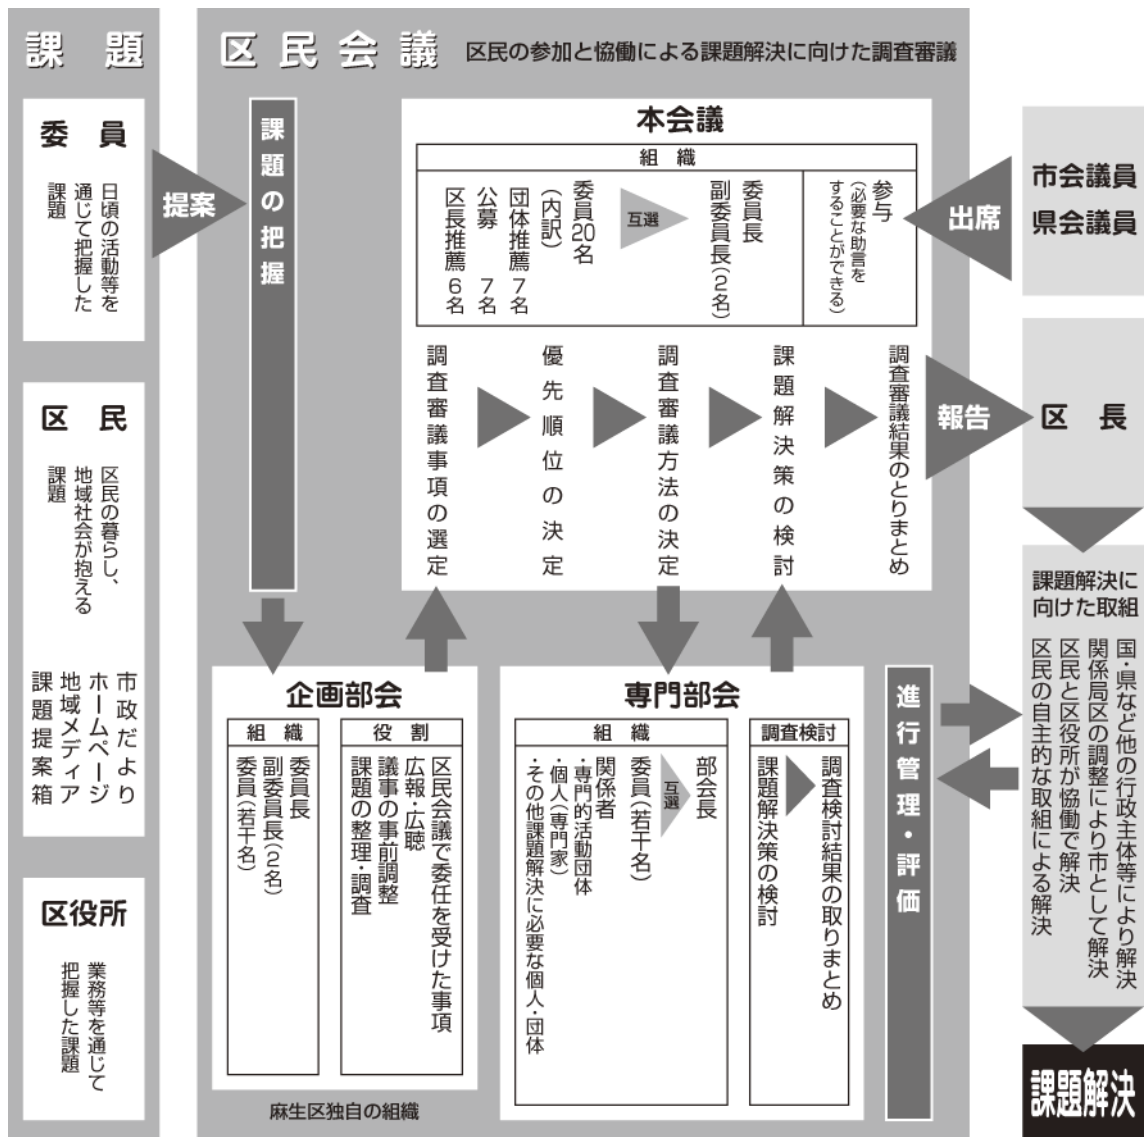 課題
委員
日頃の活動等を
通じて把握した
課題
区民
区民の暮らし、
地域社会が抱える
課題
市政だより
ホームページ
地域メディア
課題提案箱
区役所
業務等を通じて
把握した課題
提案
区民会議
区民の参加と恊働による課題解決に向けた調査審議
課題の把握
本会議
組織
委員20名
（内訳）
団体推薦 7名
公募 7名
区長推薦 6名
互選
委員長
副委員長（2名）
参与
（必要な助言を
することができる）
出席
市会議員
県会議員
調査審議事項の選定
優先順位の決定
調査審議方法の決定
課題解決策の検討
調査審議結果のとりまとめ
報告
区長
企画部会
組織
委員長
副委員長（2名）
委員（若干名）
役割
区民会議で委任を受けた事項
広報・広聴
議事の事前調整
課題の整理・調査
麻生区独自の組織
専門部会
組織
部会長
互選
委員（若干名）
関係者
・専門的活動団体
・個人（専門家）
・その他課題解決に必要な個人・団体
調査検討
課題解決策の検討
調査検討結果の取りまとめ
進行管理・評価
課題解決に
向けた取組
国・県など他の行政主体等により解決
関係局区の調整により市として解決
区民と区役所が恊働で解決
区民の自主的な取組による解決
課題解決